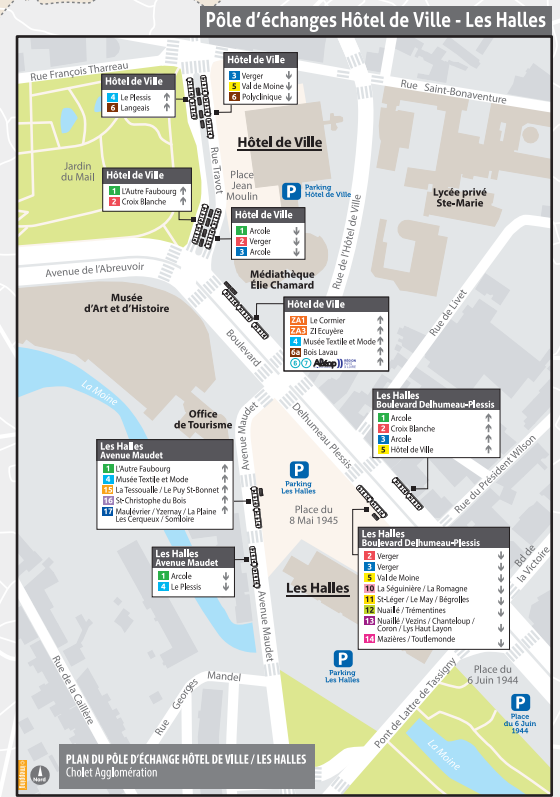 Pôle d'échanges Hôtel de Ville - Les Halles
Rue François Tharreau
Hôtel de Ville
4 Le Plessis ↑
6 Langeais ↑
Hôtel de Ville
3 Verger ↓
5 Val de Moine ↓
6 Polyclinique ↓
Rue Saint-Bonaventure
Hôtel de Ville
Rue Travot
Jardin
du Mail
Place
Jean
Moulin
P Parking
Hôtel de Ville
Lycée privé
Ste-Marie
Hôtel de Ville
1 L'Autre Faubourg ↑
2 Croix Blanche ↑
Hôtel de Ville
1 Arcole ↓
2 Verger ↓
3 Arcole ↓
Rue de l'Hôtel de Ville
Avenue de l'Abreuvoir
Médiathèque
Élie Chamard
Musée
d'Art et d'Histoire
Rue de Livet
Hôtel de Ville
ZA1 Le Cormier ↑
ZA3 ZI Ecuyère ↑
4 Musée Textile et Mode ↑
6a Bois Lavau ↑
6 7 Aléop RÉGION ↑
Boulevard
La Moine
Office
de Tourisme
Avenue Maudet
Delhumeau Plessis
Les Halles
Boulevard Delhumeau-Plessis
1 Arcole ↑
2 Croix Blanche ↑
3 Arcole ↑
5 Hôtel de Ville ↑
Les Halles
Avenue Maudet
1 L'Autre Faubourg ↑
4 Musée Textile et Mode ↑
15 La Tessoualle / Le Puy St-Bonnet ↑
16 St-Christophe du Bois ↑
17 Maulévrier / Yzernay / La Plaine ↑
Les Cerqueux / Somloire
P
Parking
Les Halles
Place du
8 Mai 1945
Rue du Président Wilson
Bd de
la Victoire
Les Halles
Boulevard Delhumeau-Plessis
2 Verger ↓
3 Verger ↓
5 Val de Moine ↓
10 La Séguinière / La Romagne ↓
11 St-Léger / Le May / Bégrolles ↓
12 Nuaillé / Trémentines ↓
13 Nuaillé / Vezins / Chanteloup / ↓
Coron / Lys Haut Layon ↓
14 Mazières / Toutlemonde ↓
Les Halles
Avenue Maudet
1 Arcole ↓
4 Le Plessis ↓
Les Halles
Avenue Maudet
P
Parking
Les Halles
Rue de la Caillère
Rue Georges Mandel
Pont de Lattre de Tassigny
Place du
6 Juin 1944
P
Place
du 6 Juin
1944
La Moine
Nord
PLAN DU PÔLE D'ÉCHANGE HÔTEL DE VILLE / LES HALLES
Cholet Agglomération